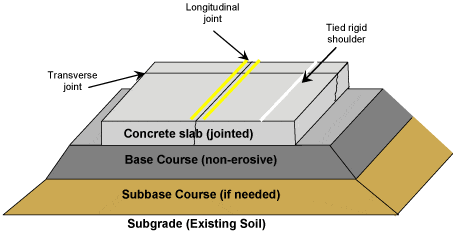 Longitudinal
joint
Tied rigid
shoulder
Transverse
joint
Concrete slab (jointed)
Base Course (non-erosive)
Subbase Course (if needed)
Subgrade (Existing Soil)